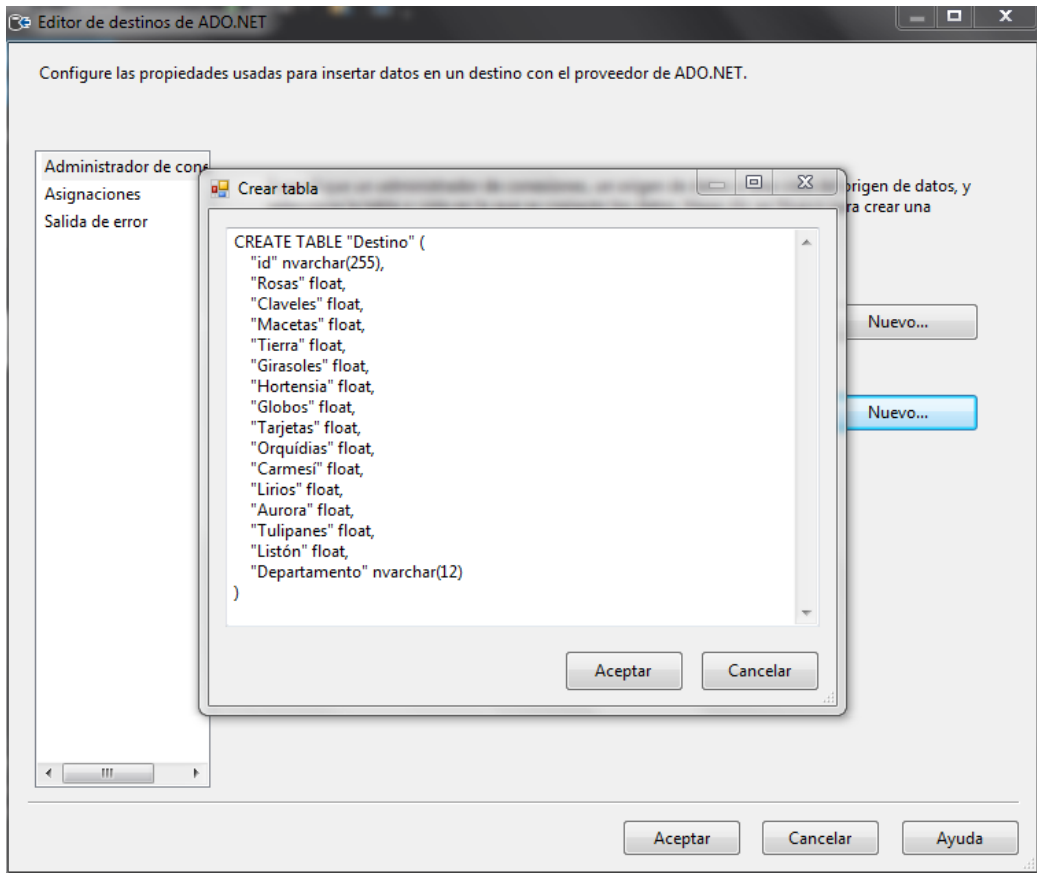 Editor de destinos de ADO.NET
Configure las propiedades usadas para insertar datos en un destino con el proveedor de ADO.NET.
Administrador de cone
Asignaciones
Salida de error
origen de datos, y
ra crear una
Nuevo...
Nuevo...
Crear tabla
CREATE TABLE "Destino" (
"id" nvarchar(255),
"Rosas" float,
"Claveles" float,
"Macetas" float,
"Tierra" float,
"Girasoles" float,
"Hortensia" float,
"Globos" float,
"Tarjetas" float,
"Orquídias" float,
"Carmesí" float,
"Lirios" float,
"Aurora" float,
"Tulipanes" float,
"Listón" float,
"Departamento" nvarchar(12)
)
Aceptar Cancelar
Aceptar Cancelar Ayuda